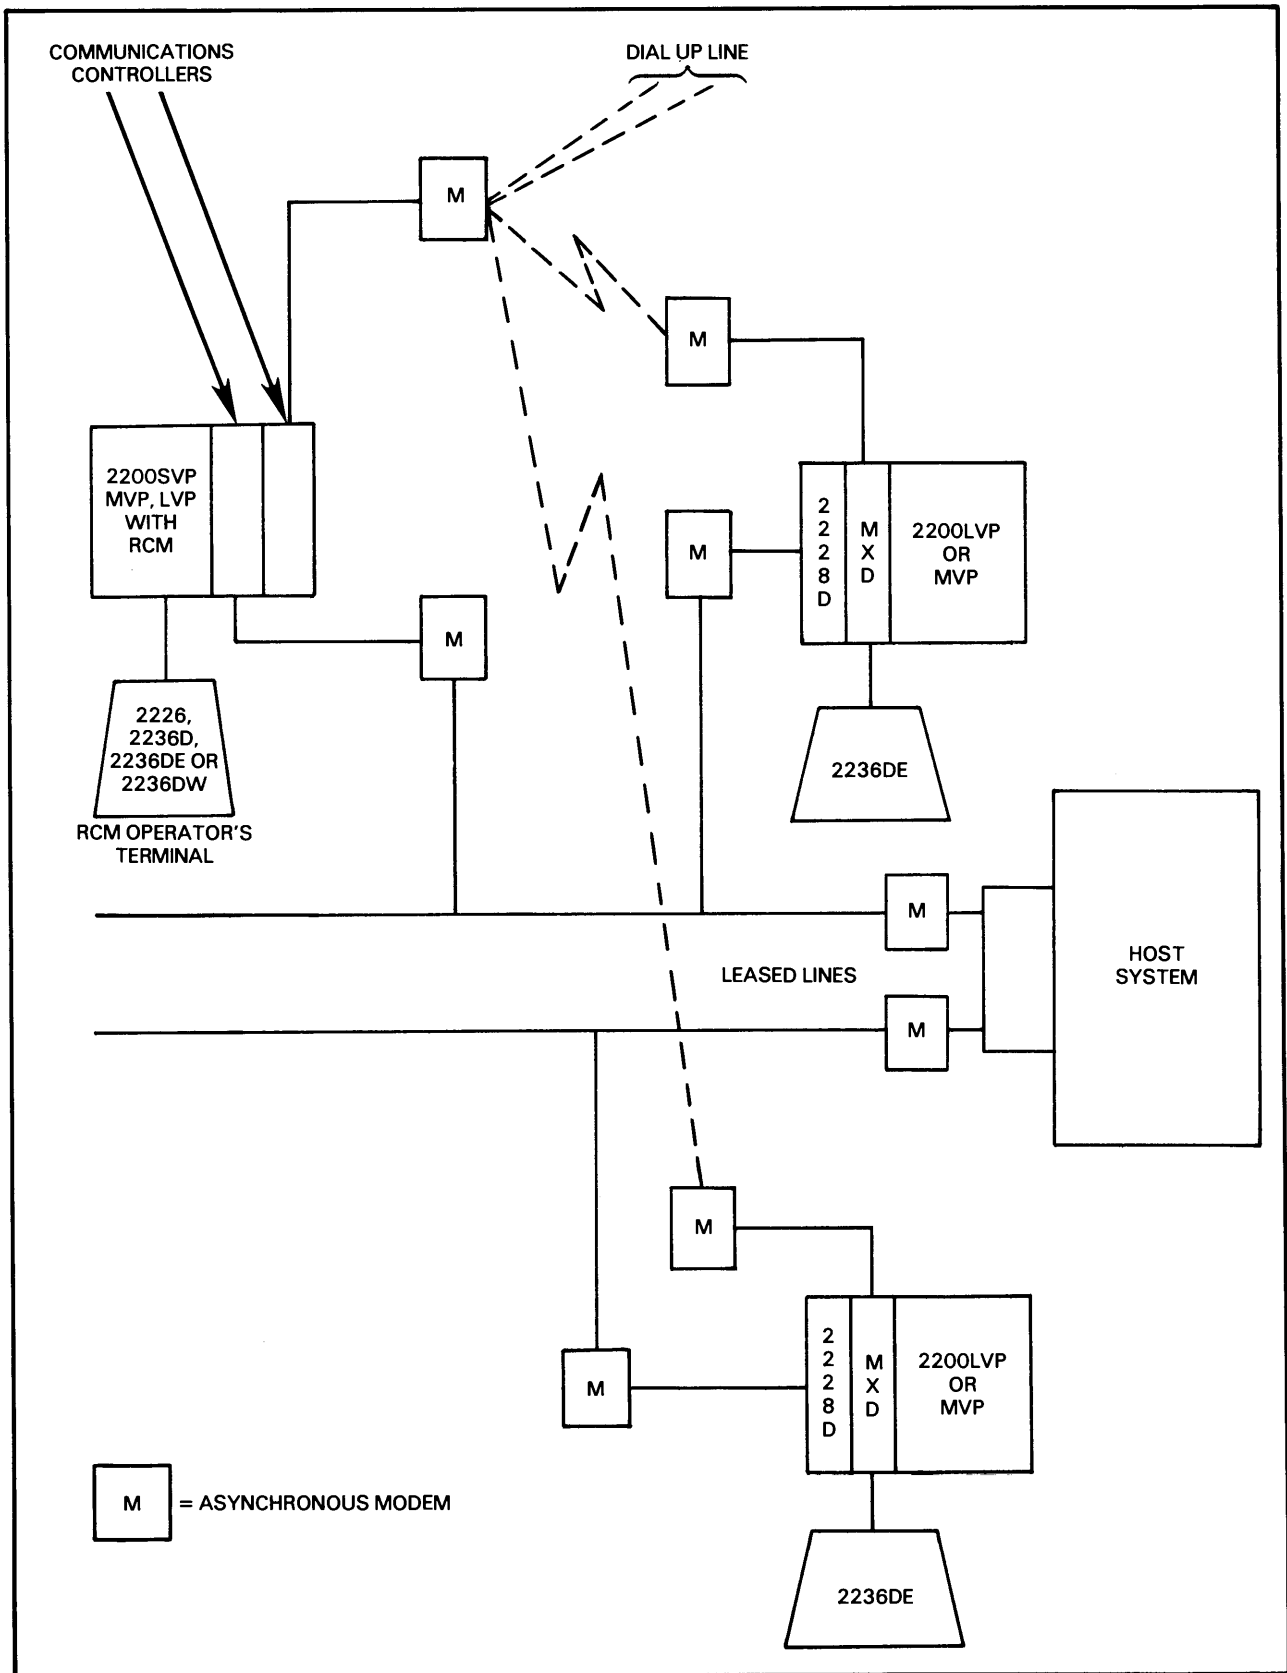 COMMUNICATIONS
CONTROLLERS
DIAL UP LINE
M
M
2200SVP
MVP, LVP
WITH
RCM
M
2
2
2
8
D
M
X
D
2200LVP
OR
MVP
M
2226,
2236D,
2236DE OR
2236DW
RCM OPERATOR'S
TERMINAL
2236DE
M
HOST
SYSTEM
LEASED LINES
M
M
2
2
2
8
D
M
X
D
2200LVP
OR
MVP
M
M
= ASYNCHRONOUS MODEM
2236DE